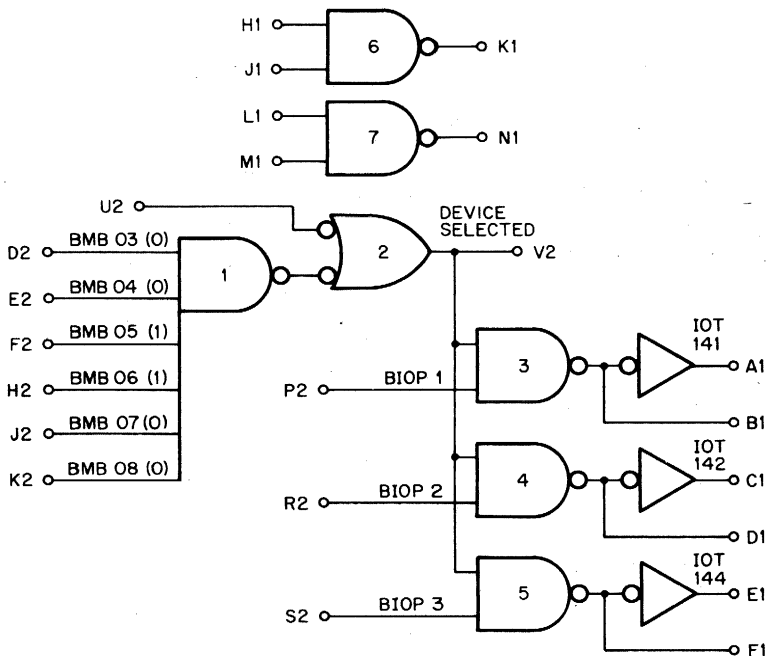 H1
J1
6
K1
L1
M1
7
N1
U2
DEVICE
SELECTED
D2 BMB 03 (0)
E2 BMB 04 (0)
F2 BMB 05 (1)
H2 BMB 06 (1)
J2 BMB 07 (0)
K2 BMB 08 (0)
1
2
V2
P2 BIOP 1
3
IOT
141
A1
B1
R2 BIOP 2
4
IOT
142
C1
D1
S2 BIOP 3
5
IOT
144
E1
F1